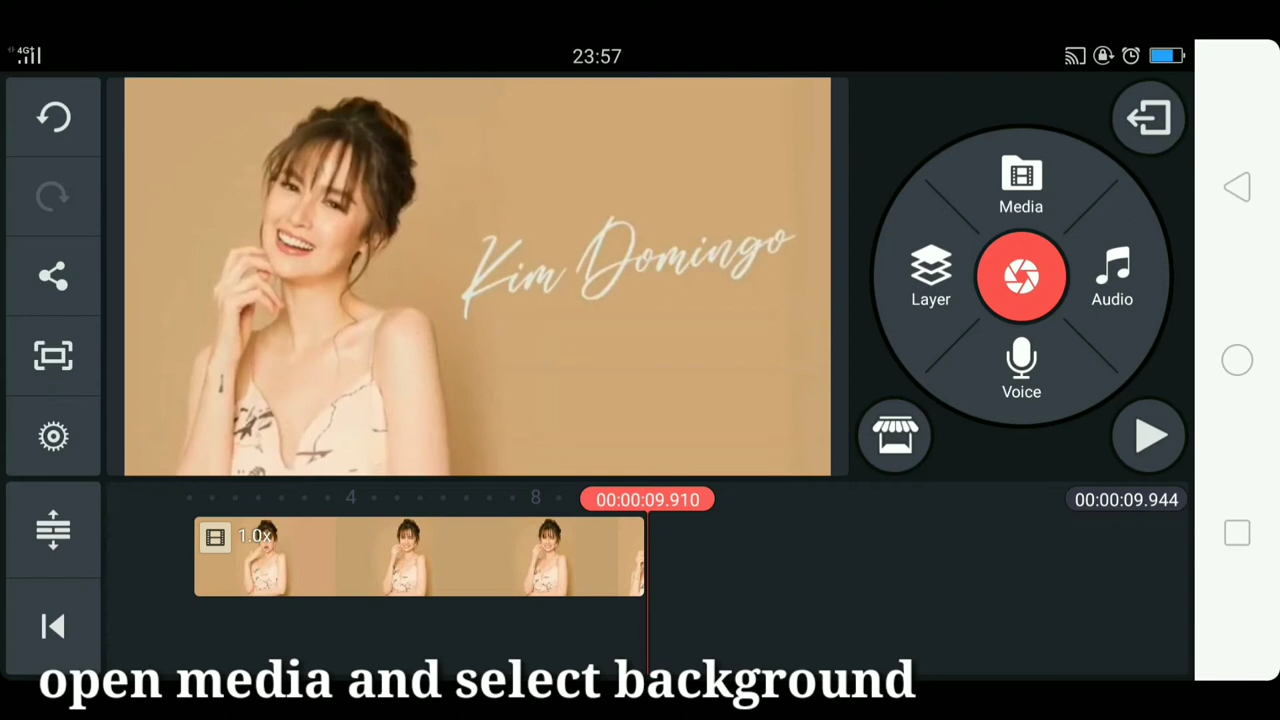 4G+
23:57
Media
Layer
Audio
Voice
Kim Domingo
4
8
00:00:09.910
00:00:09.944
1.0x
open media and select background